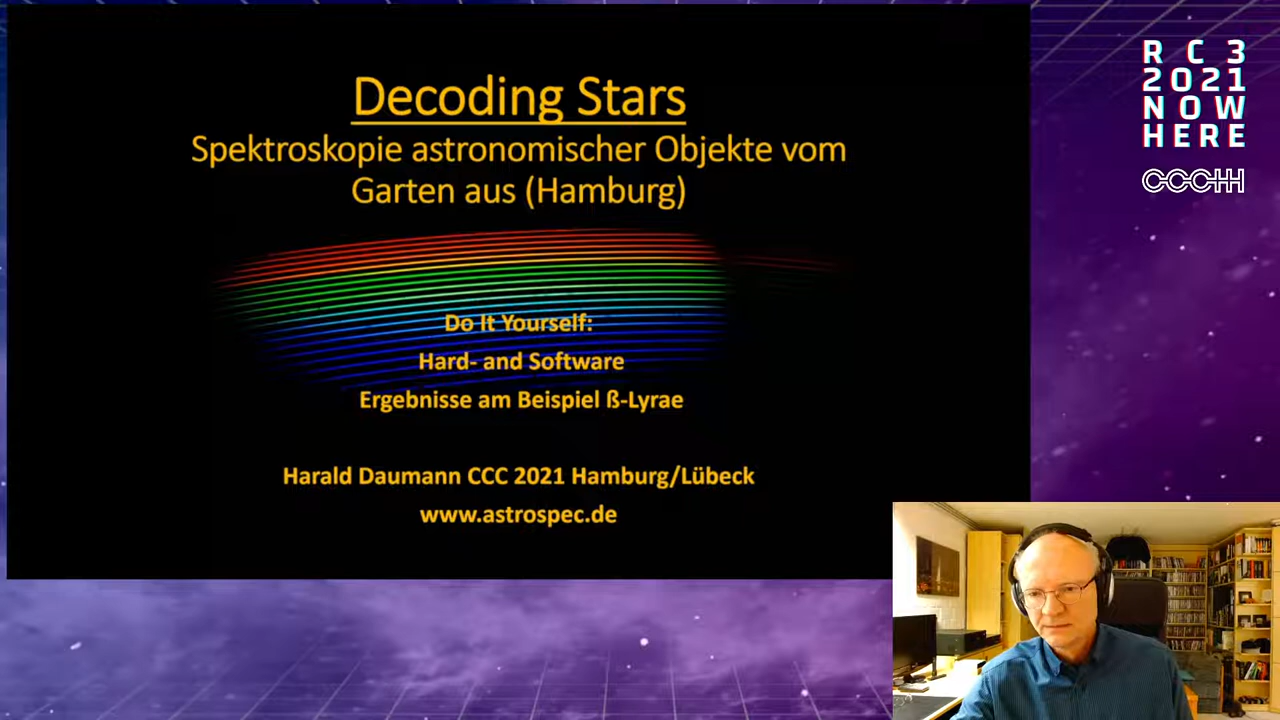 Decoding Stars
Spektroskopie astronomischer Objekte vom
Garten aus (Hamburg)
Do It Yourself:
Hard- and Software
Ergebnisse am Beispiel ß-Lyrae
Harald Daumann CCC 2021 Hamburg/Lübeck
www.astrospec.de
RC3
2021
NOW
HERE
CCCHH